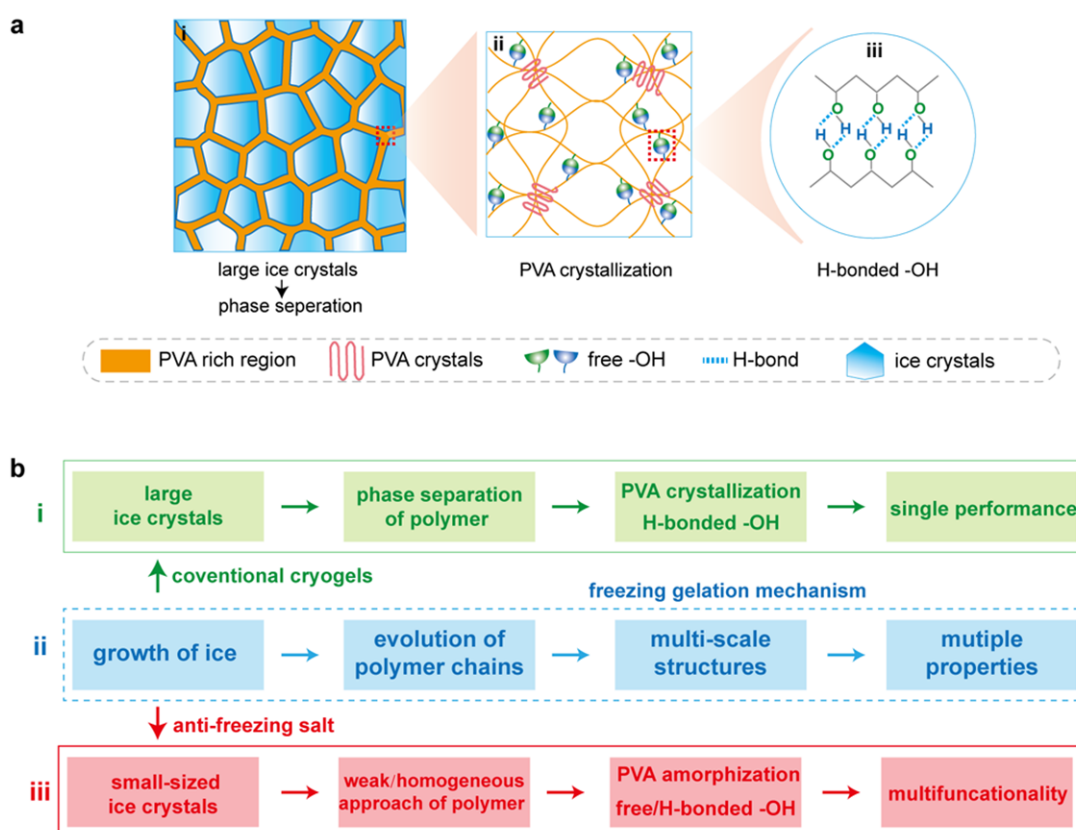 a
i
ii
iii
O O O
H H H H H H
O O O
large ice crystals
phase seperation
PVA crystallization
H-bonded -OH
PVA rich region
PVA crystals
free -OH
H-bond
ice crystals
b
i
large
ice crystals
phase separation
of polymer
PVA crystallization
H-bonded -OH
single performance
coventional cryogels
freezing gelation mechanism
ii
growth of ice
evolution of
polymer chains
multi-scale
structures
mutiple
properties
anti-freezing salt
iii
small-sized
ice crystals
weak/homogeneous
approach of polymer
PVA amorphization
free/H-bonded -OH
multifuncationality